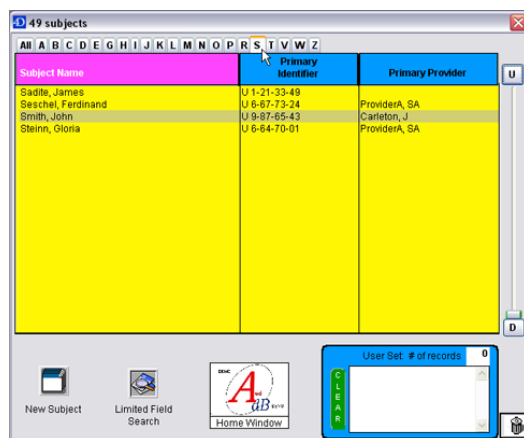 49 subjects
All A B C D E G H I J K L M N O P R S T V W Z
Subject Name
Primary Identifier
Primary Provider
U
Sadite, James U 1-21-33-49
Seschel, Ferdinand U 6-67-73-24 ProviderA, SA
Smith, John U 9-87-65-43 Carleton, J
Steinn, Gloria U 6-64-70-01 ProviderA, SA
D
User Set: # of records 0
CLEAR
New Subject
Limited Field
Search
A
dB
Home Window